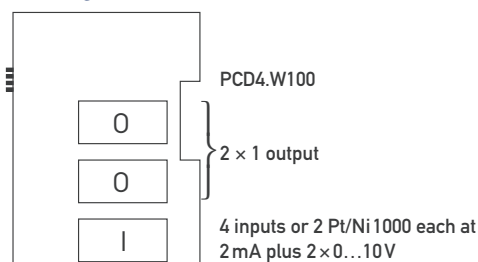 PCD4.W100
O
2 × 1 output
O
I
4 inputs or 2 Pt/Ni 1000 each at
2 mA plus 2 × 0…10 V